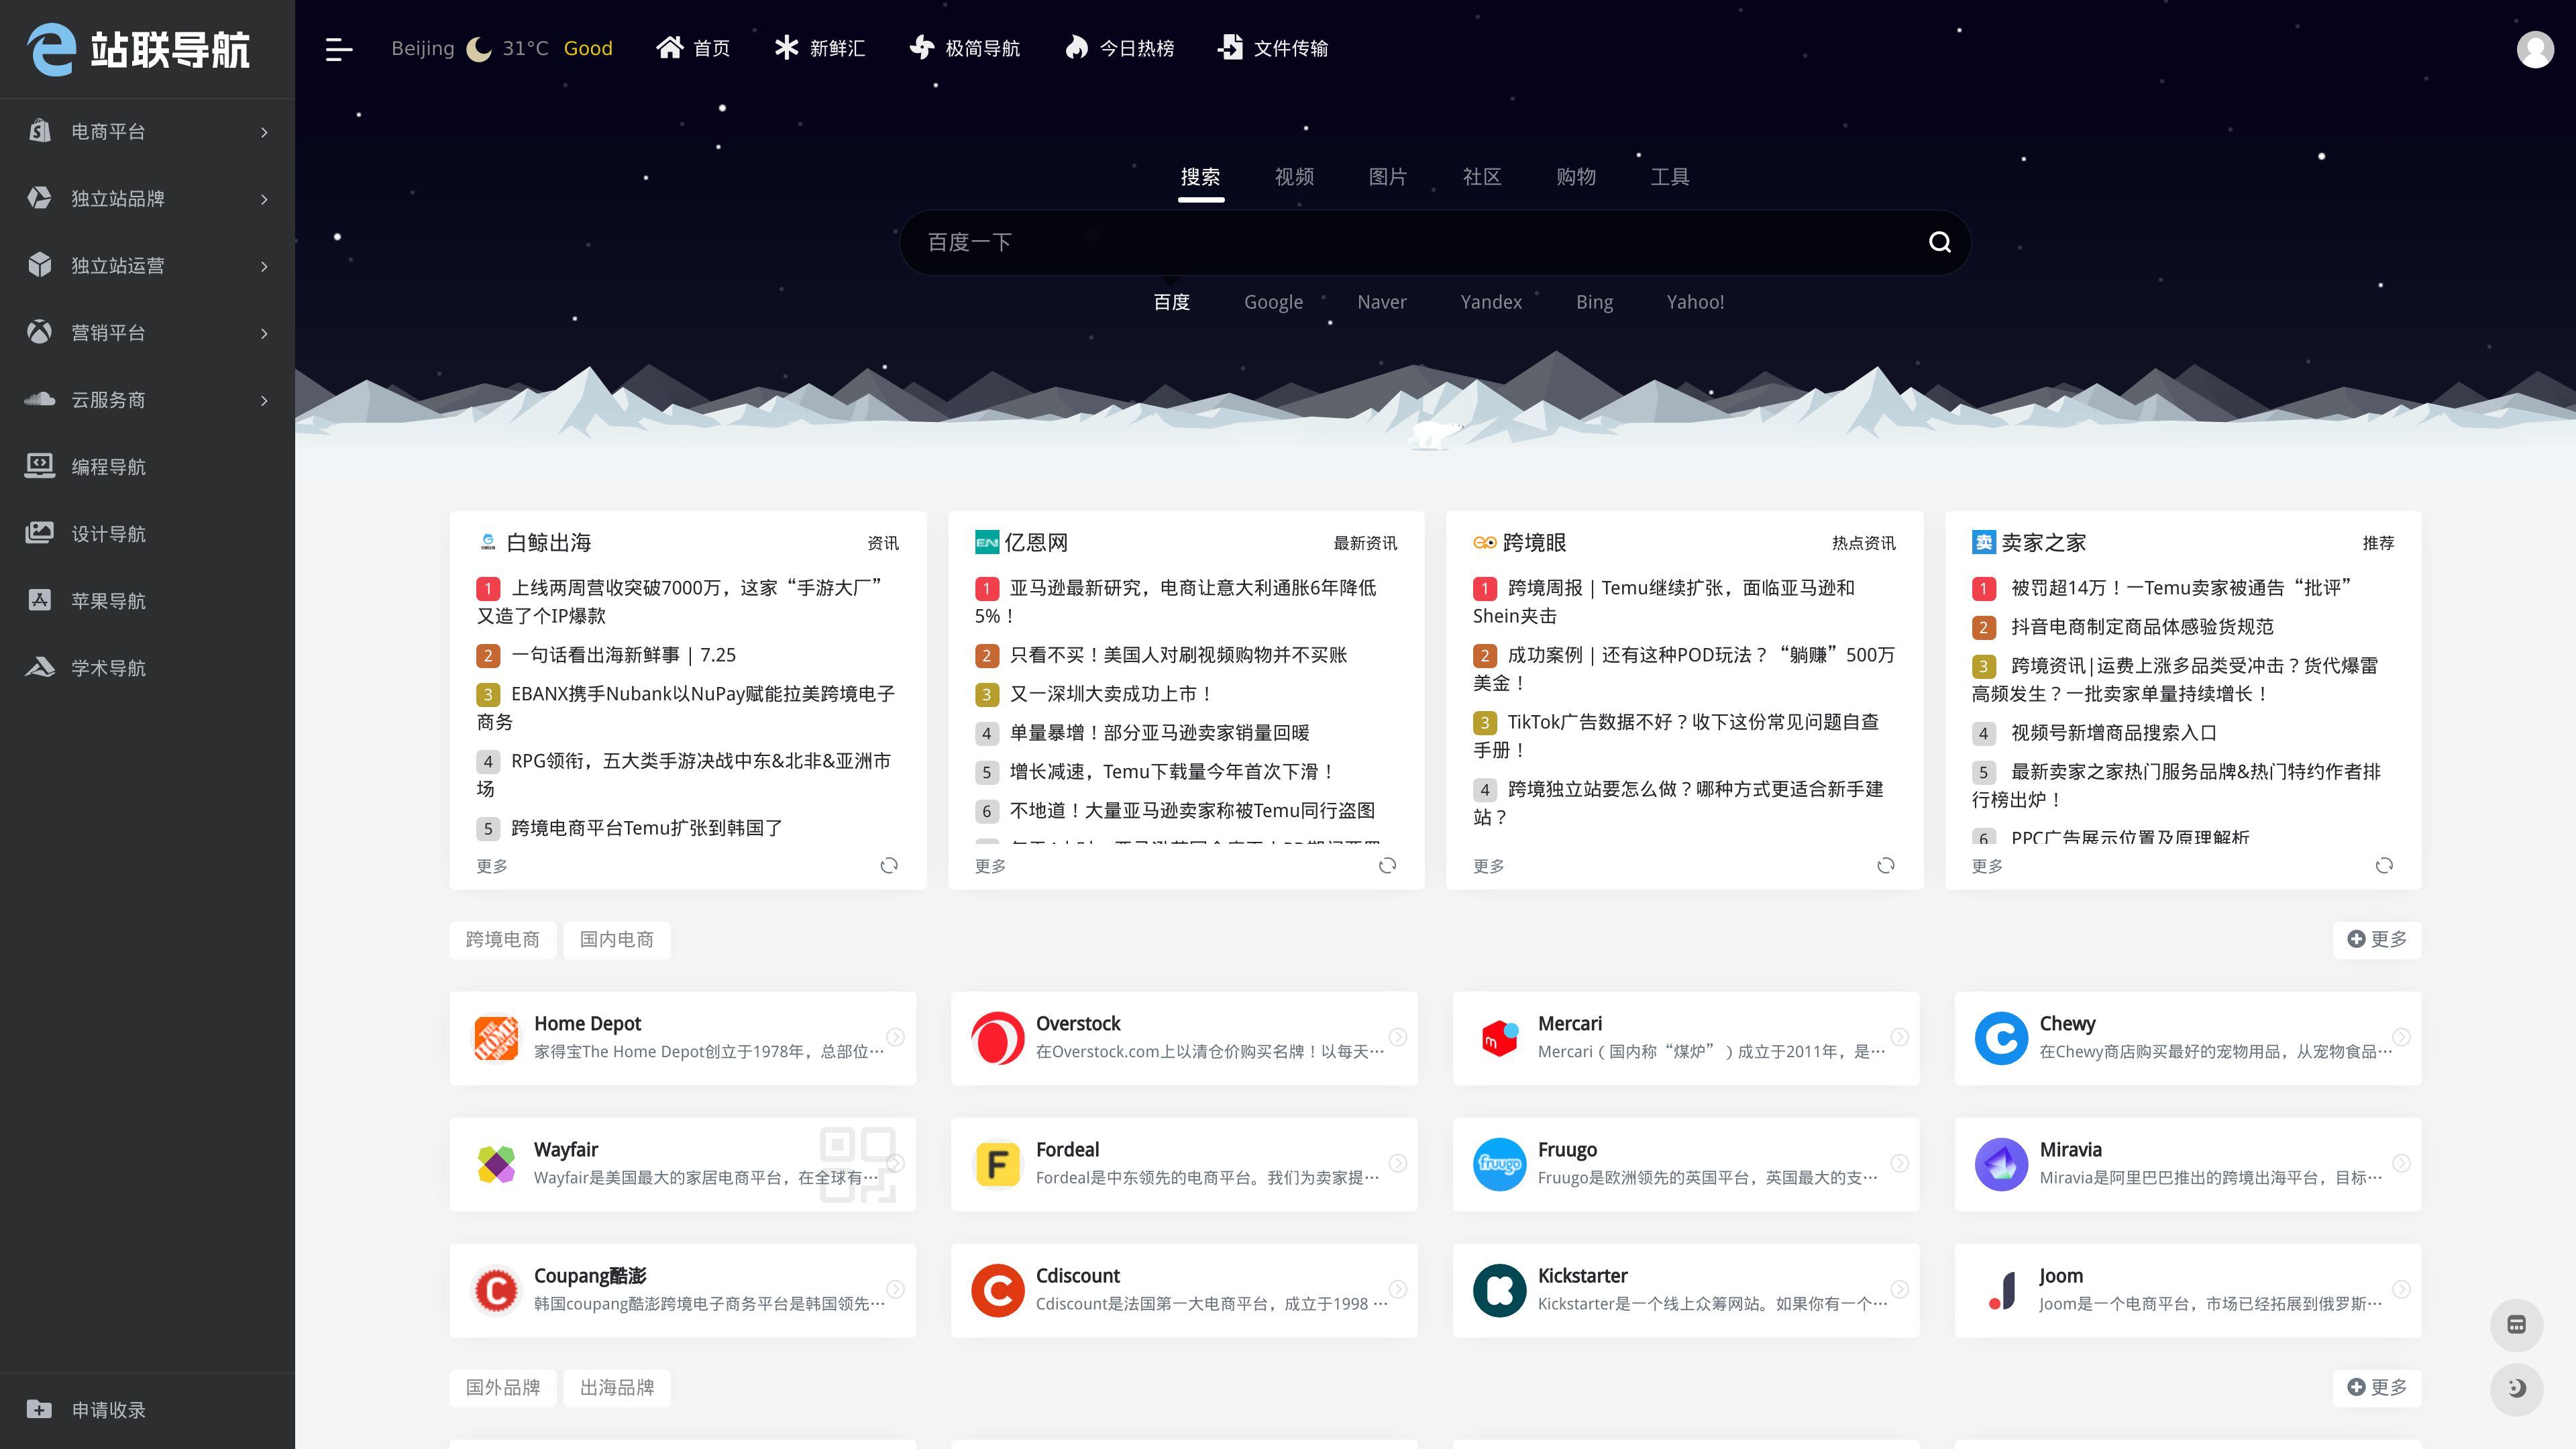 站联导航
电商平台
独立站品牌
独立站运营
营销平台
云服务商
编程导航
设计导航
苹果导航
学术导航
申请收录
Beijing 31°C Good
首页
新鲜汇
极简导航
今日热榜
文件传输
搜索 视频 图片 社区 购物 工具
百度一下
百度 Google Naver Yandex Bing Yahoo!
白鲸出海 资讯
1 上线两周营收突破7000万，这家“手游大厂”
又造了个IP爆款
2 一句话看出海新鲜事 | 7.25
3 EBANX携手Nubank以NuPay赋能拉美跨境电子
商务
4 RPG领衔，五大类手游决战中东&北非&亚洲市
场
5 跨境电商平台Temu扩张到韩国了
更多
EN 亿恩网 最新资讯
1 亚马逊最新研究，电商让意大利通胀6年降低
5%！
2 只看不买！美国人对刷视频购物并不买账
3 又一深圳大卖成功上市！
4 单量暴增！部分亚马逊卖家销量回暖
5 增长减速，Temu下载量今年首次下滑！
6 不地道！大量亚马逊卖家称被Temu同行盗图
更多
跨境眼 热点资讯
1 跨境周报 | Temu继续扩张，面临亚马逊和
Shein夹击
2 成功案例 | 还有这种POD玩法？“躺赚”500万
美金！
3 TikTok广告数据不好？收下这份常见问题自查
手册！
4 跨境独立站要怎么做？哪种方式更适合新手建
站？
更多
卖 卖家之家 推荐
1 被罚超14万！一Temu卖家被通告“批评”
2 抖音电商制定商品体感验货规范
3 跨境资讯|运费上涨多品类受冲击？货代爆雷
高频发生？一批卖家单量持续增长！
4 视频号新增商品搜索入口
5 最新卖家之家热门服务品牌&热门特约作者排
行榜出炉！
6 PPC广告展示位置及原理解析
更多
跨境电商 国内电商 更多
THE HOME DEPOT
Home Depot
家得宝The Home Depot创立于1978年，总部位…
Overstock
在Overstock.com上以清仓价购买名牌！以每天…
m
Mercari
Mercari（国内称“煤炉”）成立于2011年，是…
C
Chewy
在Chewy商店购买最好的宠物用品，从宠物食品…
Wayfair
Wayfair是美国最大的家居电商平台，在全球有…
F
Fordeal
Fordeal是中东领先的电商平台。我们为卖家提…
fruugo
Fruugo
Fruugo是欧洲领先的英国平台，英国最大的支…
Miravia
Miravia是阿里巴巴推出的跨境出海平台，目标…
C
Coupang酷澎
韩国coupang酷澎跨境电子商务平台是韩国领先…
C
Cdiscount
Cdiscount是法国第一大电商平台，成立于1998 …
K
Kickstarter
Kickstarter是一个线上众筹网站。如果你有一个…
Joom
Joom是一个电商平台，市场已经拓展到俄罗斯…
国外品牌 出海品牌 更多